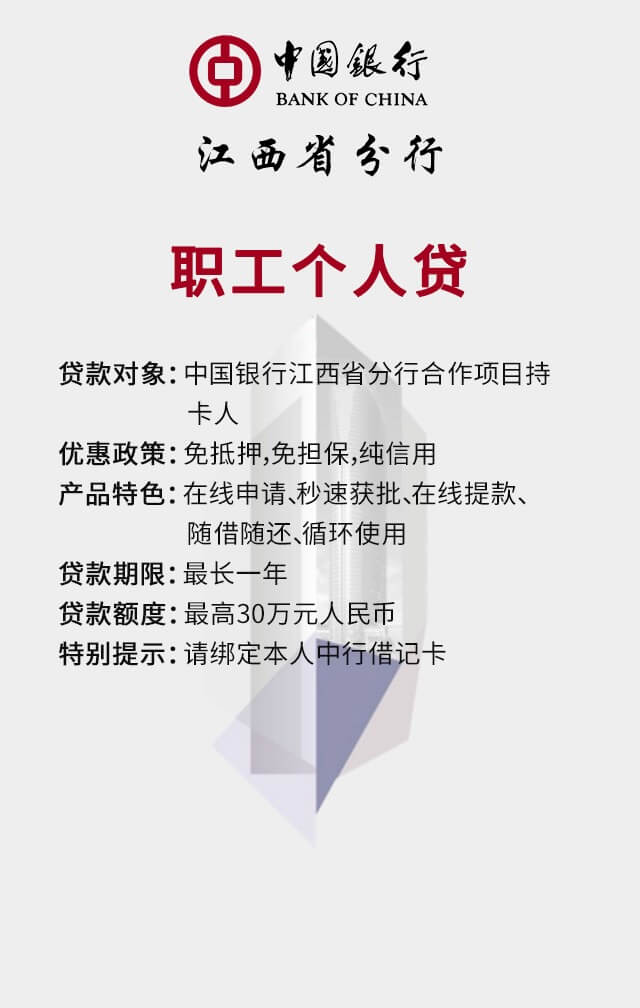 中国銀行
BANK OF CHINA
江西省分行
职工个人贷
贷款对象：中国银行江西省分行合作项目持
卡人
优惠政策：免抵押,免担保,纯信用
产品特色：在线申请、秒速获批、在线提款、
随借随还、循环使用
贷款期限：最长一年
贷款额度：最高30万元人民币
特别提示：请绑定本人中行借记卡